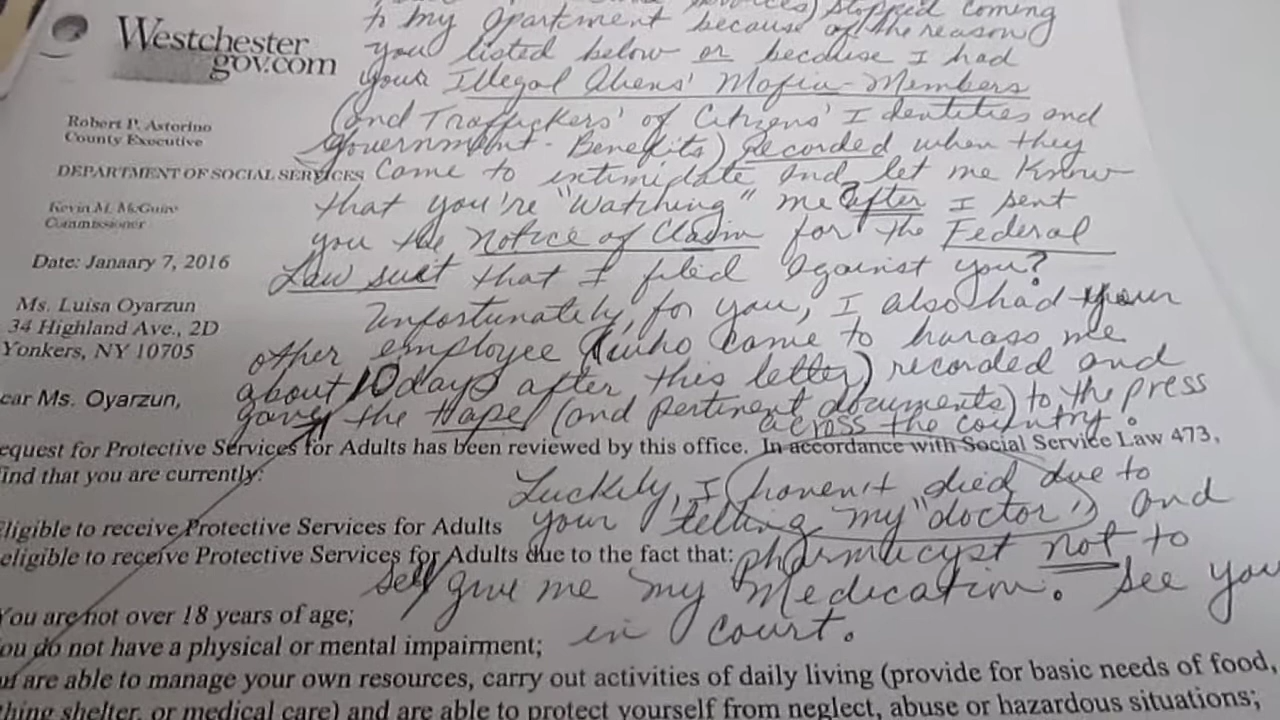 stopped coming
to my apartment because of the reason
you listed below or because I had
your Illegal Aliens' Mafia-Members
(and Traffickers' of Citizens' Identities and
Government-Benefits) recorded when they
came to intimidate and let me know
that you're "watching" me after I sent
you the Notice of Claim for the Federal
Law suit that I filed against you?
Unfortunately, for you, I also had your
other employee (who came to harass me
about 10 days after this letter) recorded and
gave the tape (and pertinent documents) to the press
across the country.
Westchester
gov.com
Robert P. Astorino
County Executive
DEPARTMENT OF SOCIAL SERVICES
Kevin M. McGuire
Commissioner
Date: Janaary 7, 2016
Ms. Luisa Oyarzun
34 Highland Ave., 2D
Yonkers, NY 10705
ear Ms. Oyarzun,
equest for Protective Services for Adults has been reviewed by this office. In accordance with Social Service Law 473,
find that you are currently:
Luckily, I haven't died due to
your telling my "doctor" and
pharmacyst not to
sell/give me my Medication. See you
in court.
Eligible to receive Protective Services for Adults
eligible to receive Protective Services for Adults due to the fact that:
You are not over 18 years of age;
ou do not have a physical or mental impairment;
u are able to manage your own resources, carry out activities of daily living (provide for basic needs of food,
thing shelter, or medical care) and are able to protect yourself from neglect, abuse or hazardous situations;